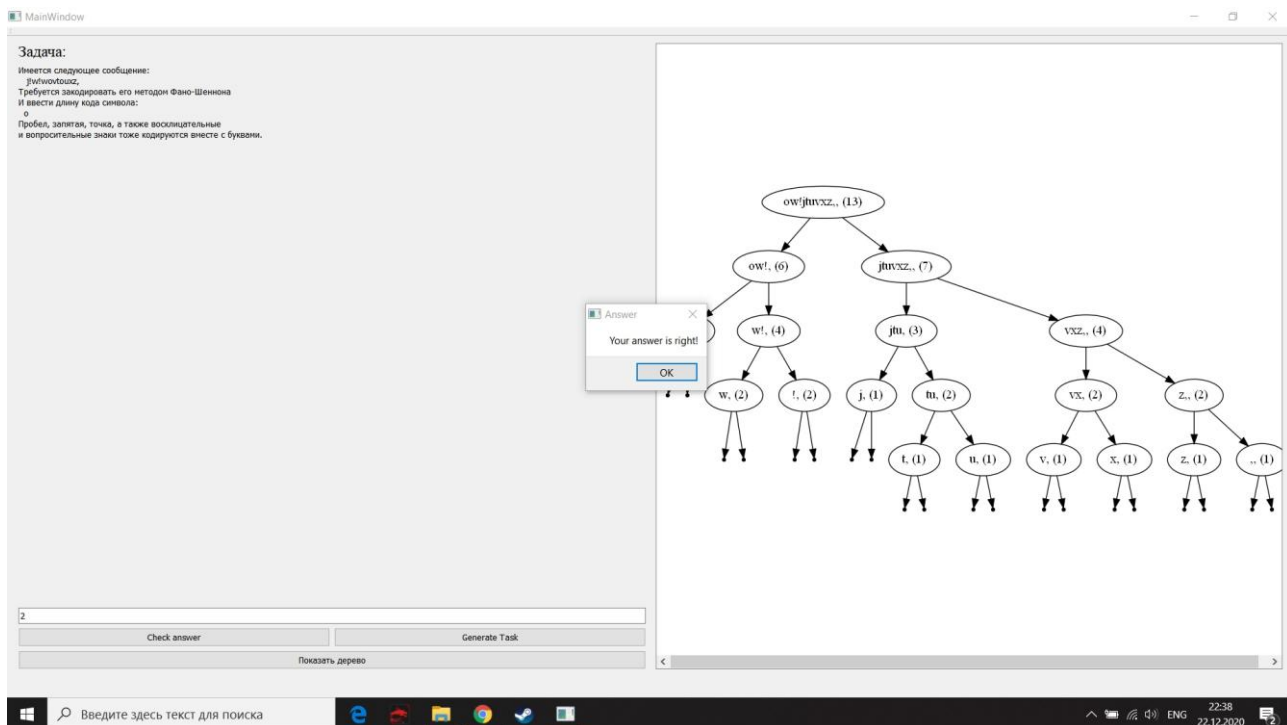 MainWindow
Задача:
Имеется следующее сообщение:
j!w!wovtouxz,
Требуется закодировать его методом Фано-Шеннона
И ввести длину кода символа:
o
Пробел, запятая, точка, а также восклицательные
и вопросительные знаки тоже кодируются вместе с буквами.
ow!jtuvxz,, (13)
ow!, (6)
jtuvxz,, (7)
Answer
Your answer is right!
OK
w!, (4)
jtu, (3)
vxz,, (4)
w, (2)
!, (2)
j, (1)
tu, (2)
vx, (2)
z,, (2)
t, (1)
u, (1)
v, (1)
x, (1)
z, (1)
,, (1)
2
Check answer
Generate Task
Показать дерево
Введите здесь текст для поиска
ENG
22:38
22.12.2020
2